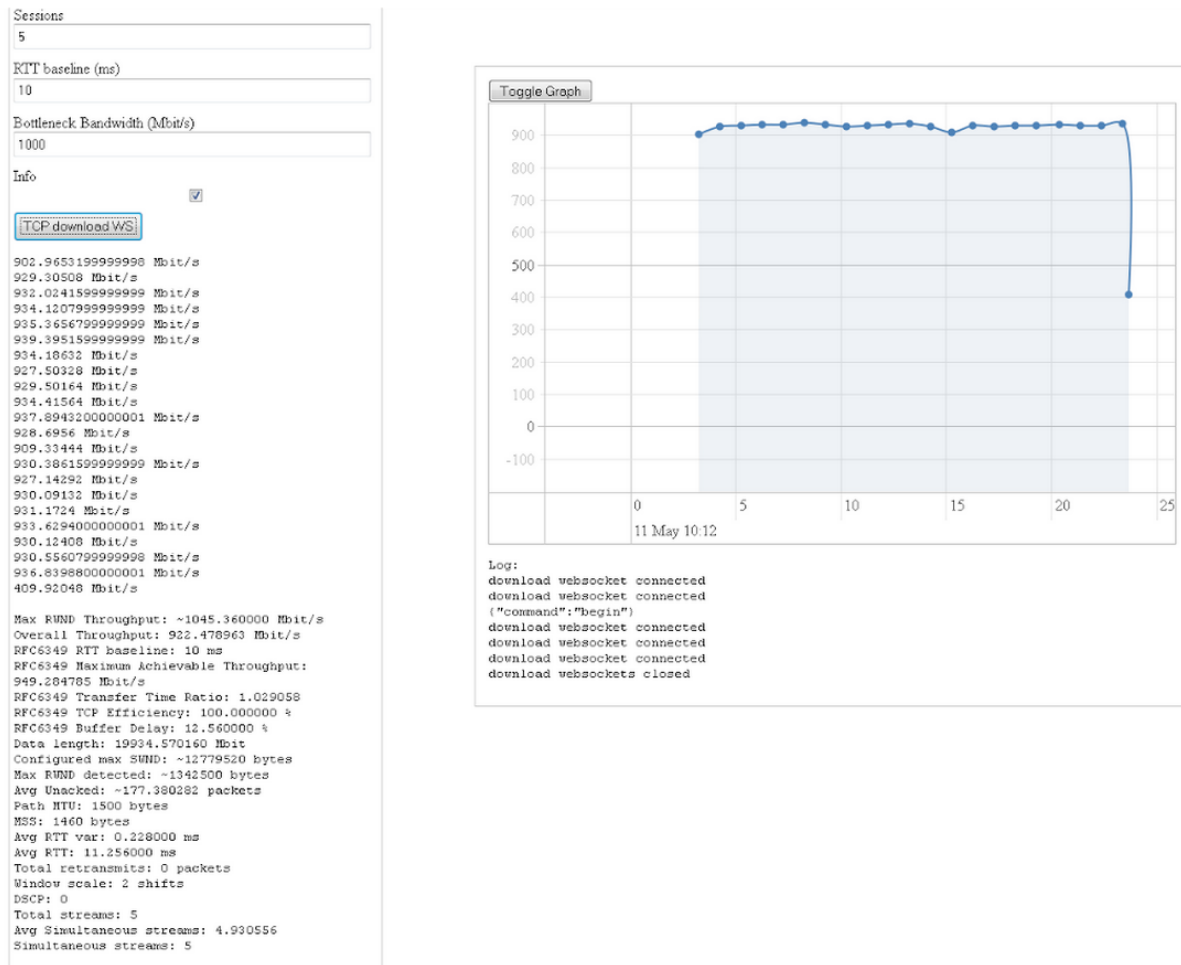 Sessions
5
RTT baseline (ms)
10
Bottleneck Bandwidth (Mbit/s)
1000
Info
TCP download WS
902.9653199999998 Mbit/s
929.30508 Mbit/s
932.0241599999999 Mbit/s
934.1207999999999 Mbit/s
935.3656799999999 Mbit/s
939.3951599999999 Mbit/s
934.18632 Mbit/s
927.50328 Mbit/s
929.50164 Mbit/s
934.41564 Mbit/s
937.8943200000001 Mbit/s
928.6956 Mbit/s
909.33444 Mbit/s
930.3861599999999 Mbit/s
927.14292 Mbit/s
930.09132 Mbit/s
931.1724 Mbit/s
933.6294000000001 Mbit/s
930.12408 Mbit/s
930.5560799999998 Mbit/s
936.8398800000001 Mbit/s
409.92048 Mbit/s
Max RWND Throughput: ~1045.360000 Mbit/s
Overall Throughput: 922.478963 Mbit/s
RFC6349 RTT baseline: 10 ms
RFC6349 Maximum Achievable Throughput:
949.284785 Mbit/s
RFC6349 Transfer Time Ratio: 1.029058
RFC6349 TCP Efficiency: 100.000000 %
RFC6349 Buffer Delay: 12.560000 %
Data length: 19934.570160 Mbit
Configured max SWND: ~12779520 bytes
Max RWND detected: ~1342500 bytes
Avg Unacked: ~177.380282 packets
Path MTU: 1500 bytes
MSS: 1460 bytes
Avg RTT var: 0.228000 ms
Avg RTT: 11.256000 ms
Total retransmits: 0 packets
Window scale: 2 shifts
DSCP: 0
Total streams: 5
Avg Simultaneous streams: 4.930556
Simultaneous streams: 5
Toggle Graph
900
800
700
600
500
400
300
200
100
0
-100
0 5 10 15 20 25
11 May 10:12
Log:
download websocket connected
download websocket connected
{"command":"begin"}
download websocket connected
download websocket connected
download websocket connected
download websockets closed